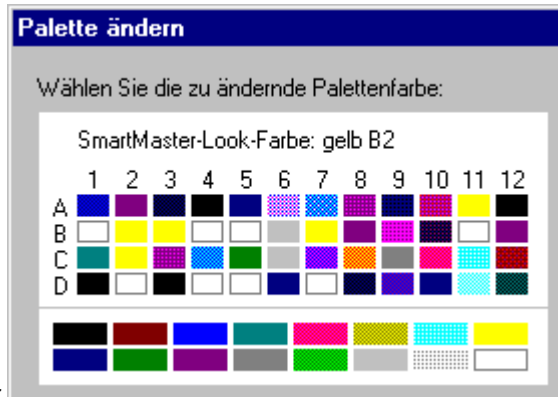 Palette ändern
Wählen Sie die zu ändernde Palettenfarbe:
SmartMaster-Look-Farbe: gelb B2
1 2 3 4 5 6 7 8 9 10 11 12
A
B
C
D